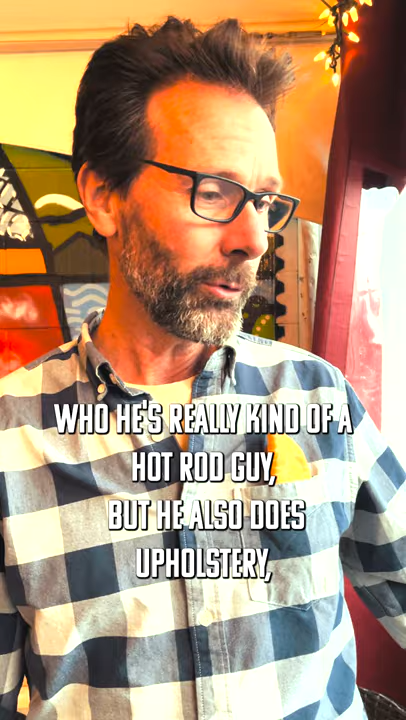 WHO HE'S REALLY KIND OF A
HOT ROD GUY,
BUT HE ALSO DOES
UPHOLSTERY,